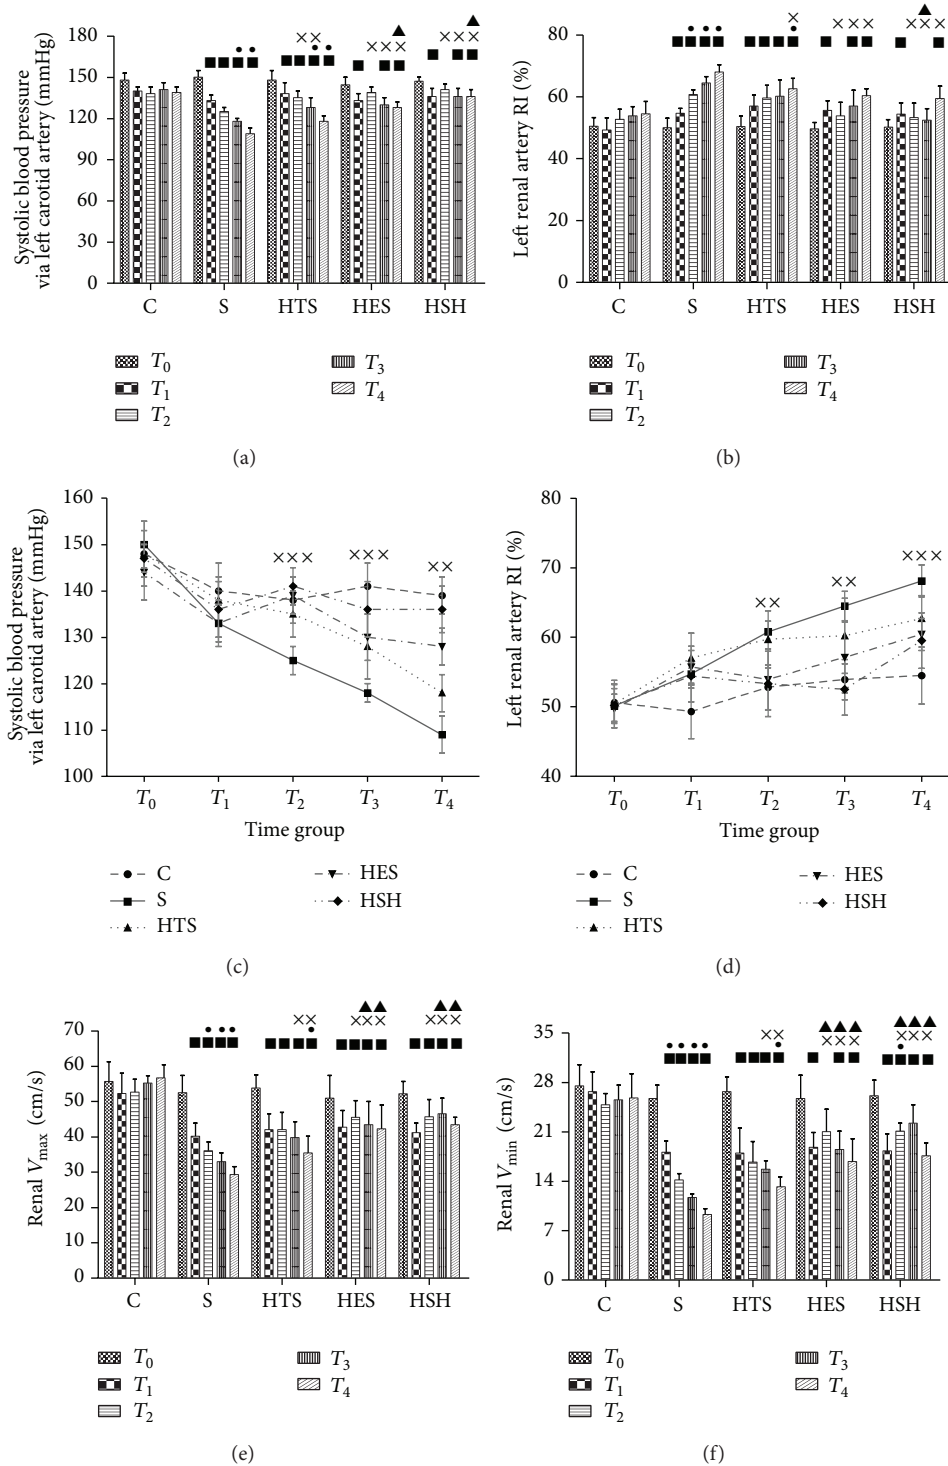 Systolic blood pressure
via left carotid artery (mmHg)
180
150
120
90
60
30
0
C S HTS HES HSH
T0 T3
T1 T4
T2
(a)
Left renal artery RI (%)
80
60
40
20
0
C S HTS HES HSH
T0 T3
T1 T4
T2
(b)
Systolic blood pressure
via left carotid artery (mmHg)
160
150
140
130
120
110
100
T0 T1 T2 T3 T4
Time group
C HES
S HSH
HTS
(c)
Left renal artery RI (%)
80
70
60
50
40
T0 T1 T2 T3 T4
Time group
C HES
S HSH
HTS
(d)
Renal Vmax (cm/s)
70
60
50
40
30
20
10
0
C S HTS HES HSH
T0 T3
T1 T4
T2
(e)
Renal Vmin (cm/s)
35
28
21
14
7
0
C S HTS HES HSH
T0 T3
T1 T4
T2
(f)